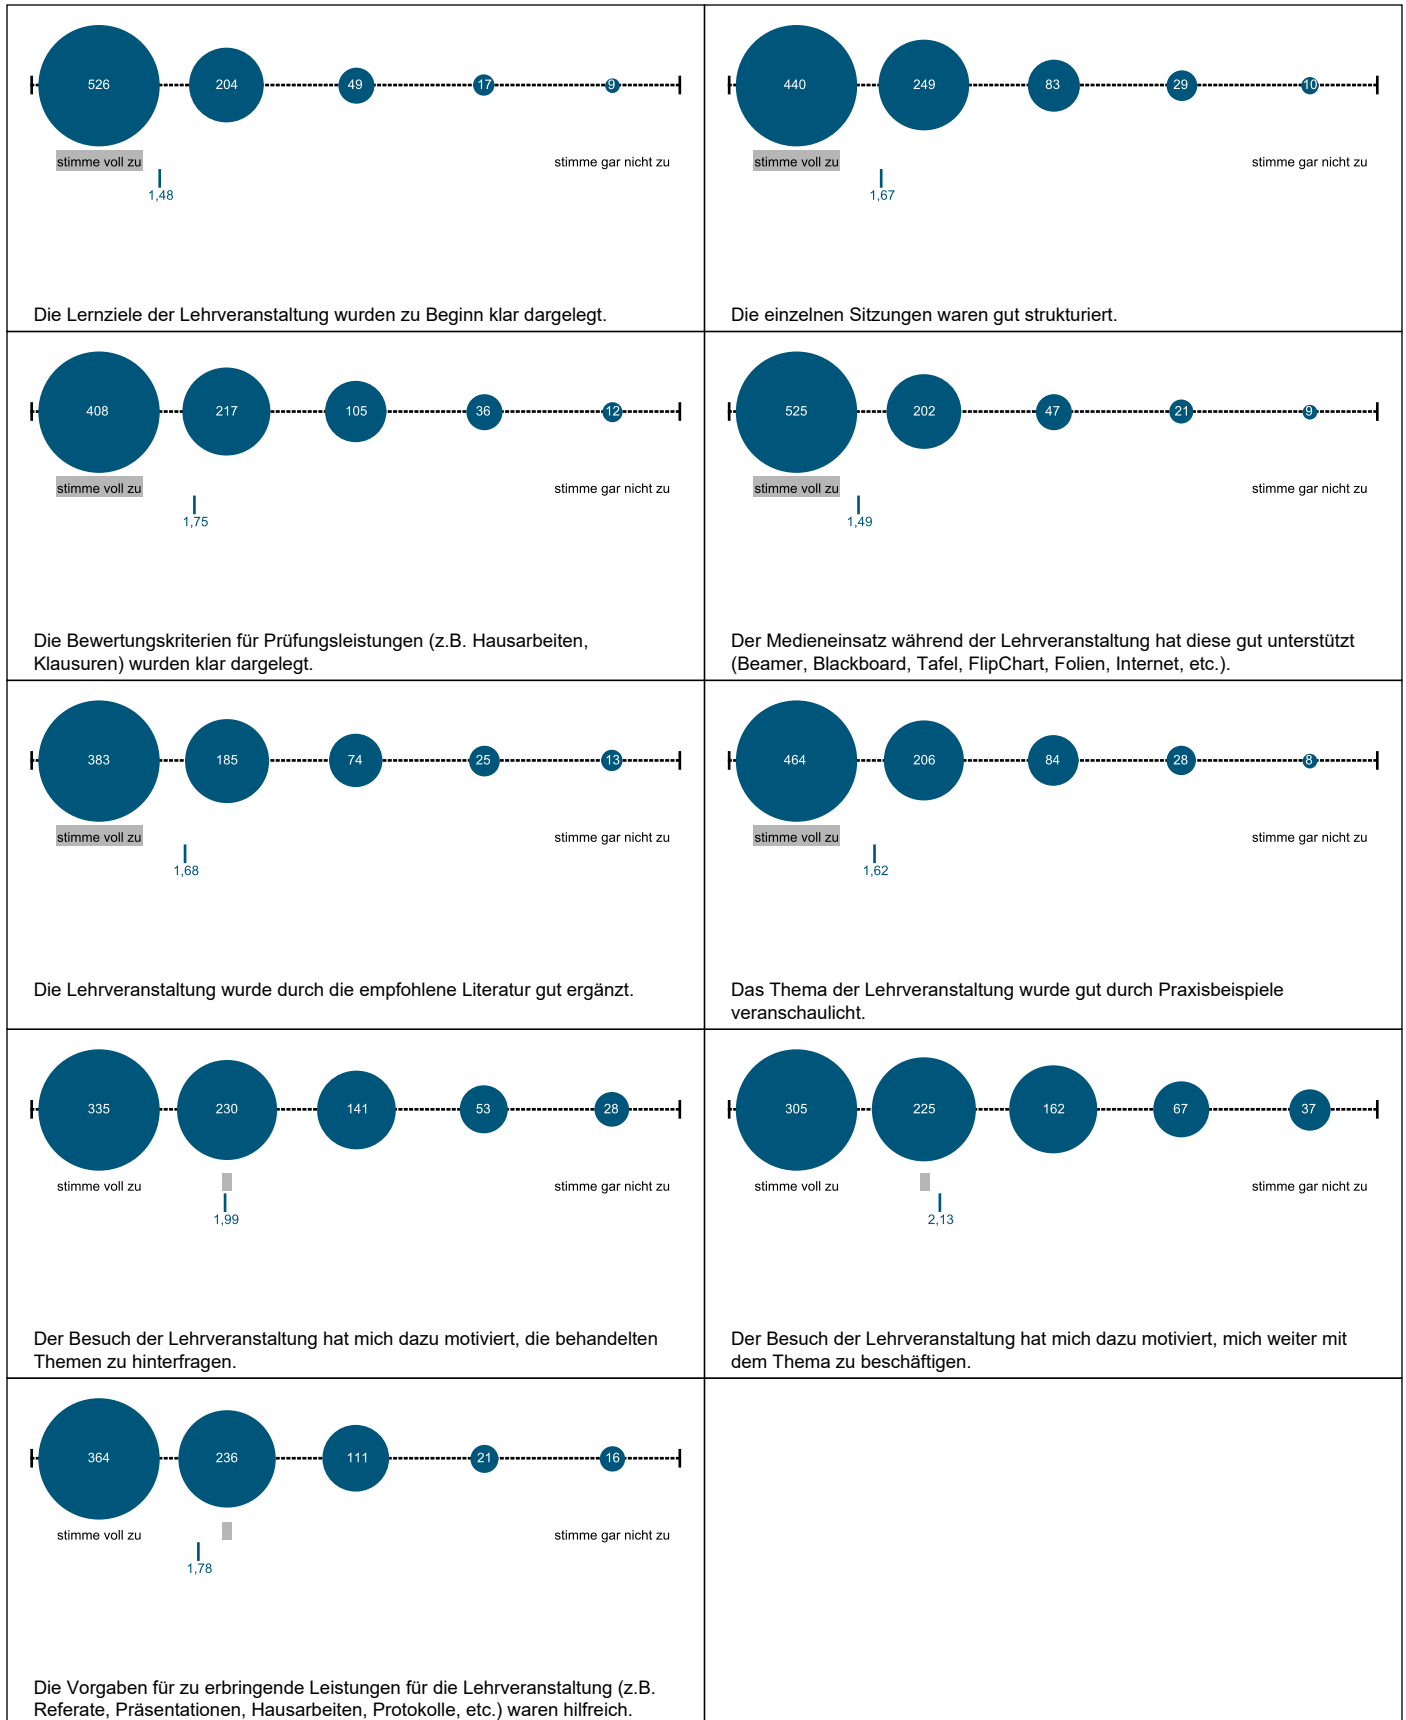 526 204 49 17 9
stimme voll zu stimme gar nicht zu
1,48
Die Lernziele der Lehrveranstaltung wurden zu Beginn klar dargelegt.
440 249 83 29 10
stimme voll zu stimme gar nicht zu
1,67
Die einzelnen Sitzungen waren gut strukturiert.
408 217 105 36 12
stimme voll zu stimme gar nicht zu
1,75
Die Bewertungskriterien für Prüfungsleistungen (z.B. Hausarbeiten,
Klausuren) wurden klar dargelegt.
525 202 47 21 9
stimme voll zu stimme gar nicht zu
1,49
Der Medieneinsatz während der Lehrveranstaltung hat diese gut unterstützt
(Beamer, Blackboard, Tafel, FlipChart, Folien, Internet, etc.).
383 185 74 25 13
stimme voll zu stimme gar nicht zu
1,68
Die Lehrveranstaltung wurde durch die empfohlene Literatur gut ergänzt.
464 206 84 28 8
stimme voll zu stimme gar nicht zu
1,62
Das Thema der Lehrveranstaltung wurde gut durch Praxisbeispiele
veranschaulicht.
335 230 141 53 28
stimme voll zu stimme gar nicht zu
1,99
Der Besuch der Lehrveranstaltung hat mich dazu motiviert, die behandelten
Themen zu hinterfragen.
305 225 162 67 37
stimme voll zu stimme gar nicht zu
2,13
Der Besuch der Lehrveranstaltung hat mich dazu motiviert, mich weiter mit
dem Thema zu beschäftigen.
364 236 111 21 16
stimme voll zu stimme gar nicht zu
1,78
Die Vorgaben für zu erbringende Leistungen für die Lehrveranstaltung (z.B.
Referate, Präsentationen, Hausarbeiten, Protokolle, etc.) waren hilfreich.